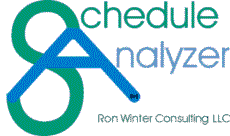 Schedule
Analyzer
Ron Winter Consulting LLC